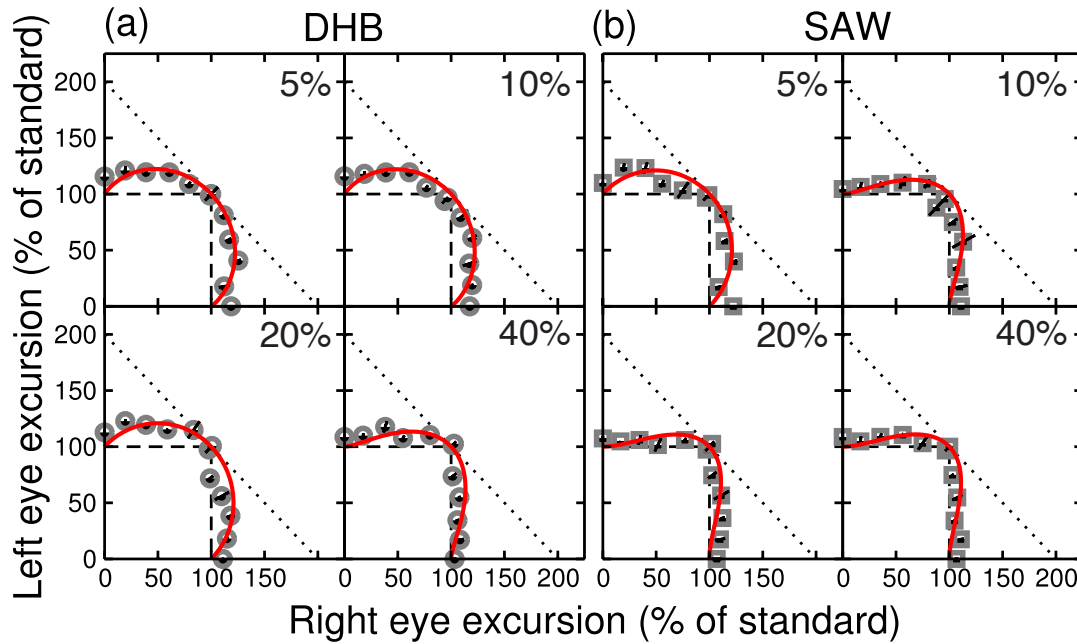 (a) DHB (b) SAW
Left eye excursion (% of standard)
200 5% 10% 5% 10%
150
100
50
0
200 20% 40% 20% 40%
150
100
50
0
0 50 100 150 0 50 100 150 200 0 50 100 150 0 50 100 150 200
Right eye excursion (% of standard)